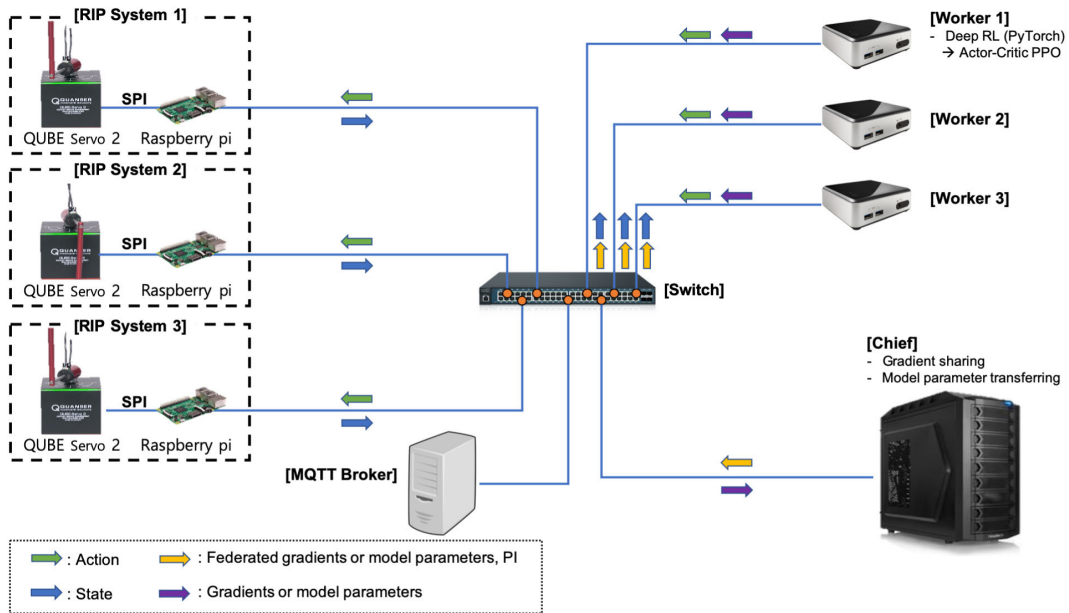 [RIP System 1]
QUANSER
SPI
QUBE Servo 2
Raspberry pi
[RIP System 2]
QUANSER
SPI
QUBE Servo 2
Raspberry pi
[RIP System 3]
QUANSER
SPI
QUBE Servo 2
Raspberry pi
[Worker 1]
- Deep RL (PyTorch)
→ Actor-Critic PPO
[Worker 2]
[Worker 3]
[Switch]
[Chief]
- Gradient sharing
- Model parameter transferring
[MQTT Broker]
: Action
: Federated gradients or model parameters, PI
: State
: Gradients or model parameters